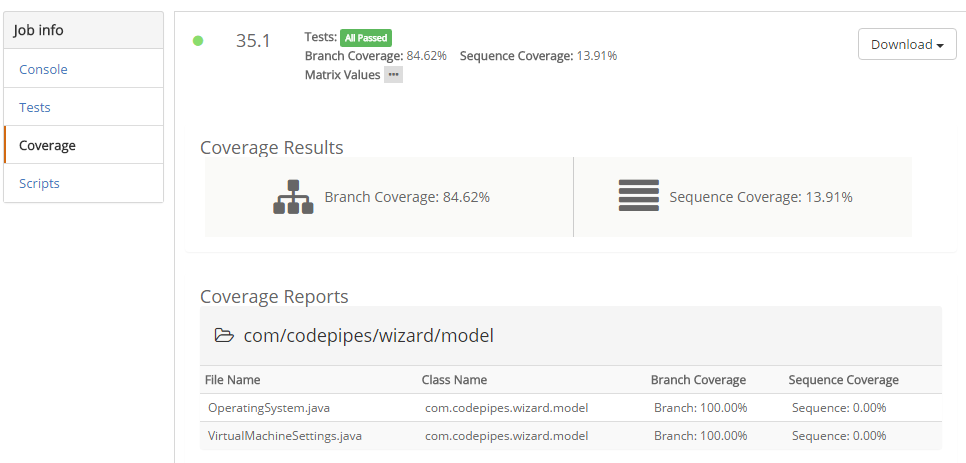 Job info
Console
Tests
Coverage
Scripts
35.1
Tests: All Passed
Branch Coverage: 84.62% Sequence Coverage: 13.91%
Matrix Values •••
Download
Coverage Results
Branch Coverage: 84.62% Sequence Coverage: 13.91%
Coverage Reports
com/codepipes/wizard/model
File Name Class Name Branch Coverage Sequence Coverage
OperatingSystem.java com.codepipes.wizard.model Branch: 100.00% Sequence: 0.00%
VirtualMachineSettings.java com.codepipes.wizard.model Branch: 100.00% Sequence: 0.00%